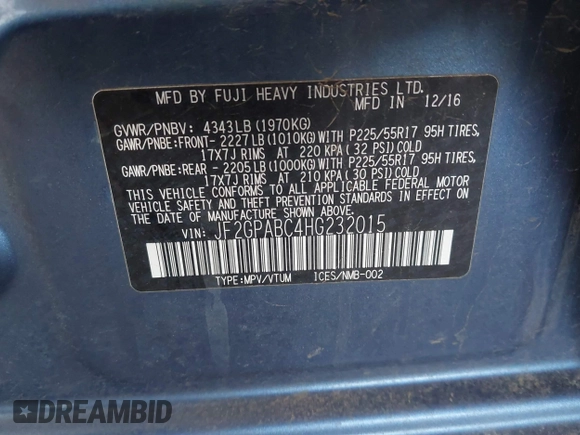 MFD BY FUJI HEAVY INDUSTRIES LTD.
MFD IN 12/16
GVWR/PNBV: 4343LB (1970KG)
GAWR/PNBE:FRONT- 2227LB(1010KG)WITH P225/55R17 95H TIRES,
17X7J RIMS AT 220 KPA( 32 PSI)COLD
GAWR/PNBE:REAR - 2205LB(1000KG)WITH P225/55R17 95H TIRES,
17X7J RIMS AT 210 KPA( 30 PSI)COLD
THIS VEHICLE CONFORMS TO ALL APPLICABLE FEDERAL MOTOR
VEHICLE SAFETY AND THEFT PREVENTION STANDARDS IN EFFECT ON
THE DATE OF MANUFACTURE SHOWN ABOVE.
VIN: JF2GPABC4HG232015
TYPE:MPV/VTUM ICES/NMB-002
DREAMBID